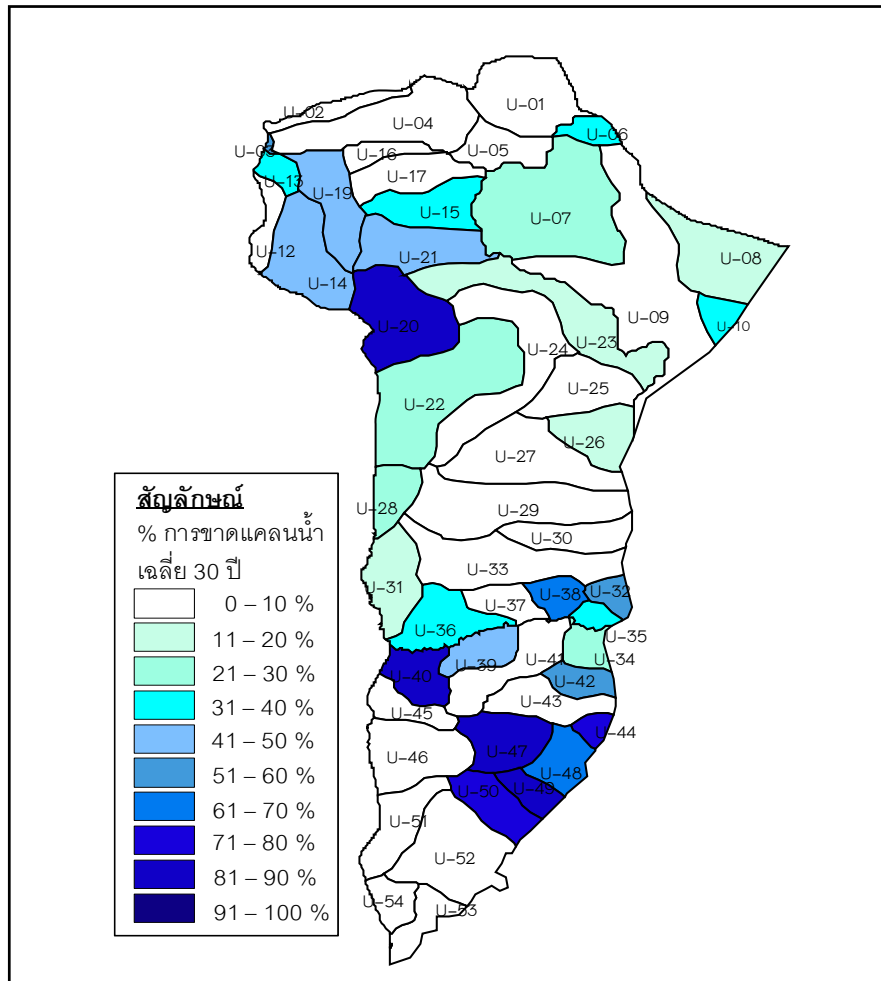 U-01
U-02
U-04
U-06
U-05
U-05
U-16
U-13
U-17
U-19
U-15
U-07
U-12
U-21
U-08
U-14
U-20
U-09
U-10
U-23
U-24
U-25
U-22
U-26
U-27
U-28
U-29
U-30
U-33
U-31
U-38
U-32
U-37
U-36
U-35
U-34
U-41
U-39
U-40
U-42
U-43
U-45
U-44
U-46
U-47
U-48
U-50
U-49
U-51
U-52
U-54
U-53
สัญลักษณ์
% การขาดแคลนน้ำ
เฉลี่ย 30 ปี
0 – 10 %
11 – 20 %
21 – 30 %
31 – 40 %
41 – 50 %
51 – 60 %
61 – 70 %
71 – 80 %
81 – 90 %
91 – 100 %